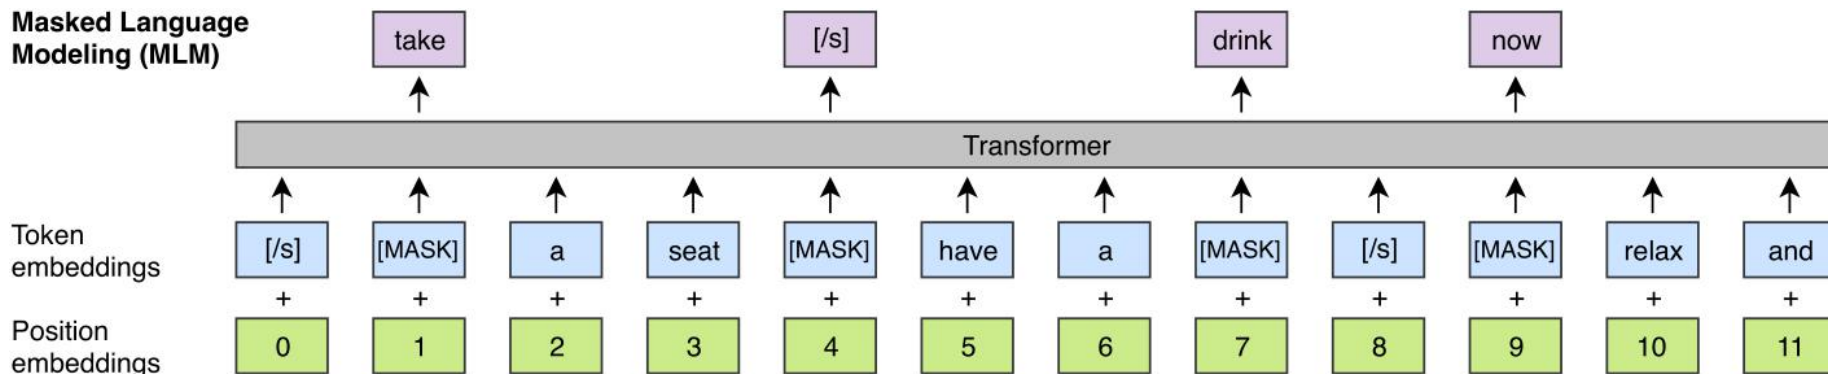 Masked Language
Modeling (MLM)
take [/s] drink now
Transformer
Token
embeddings
[/s] [MASK] a seat [MASK] have a [MASK] [/s] [MASK] relax and
+ + + + + + + + + + + +
Position
embeddings
0 1 2 3 4 5 6 7 8 9 10 11